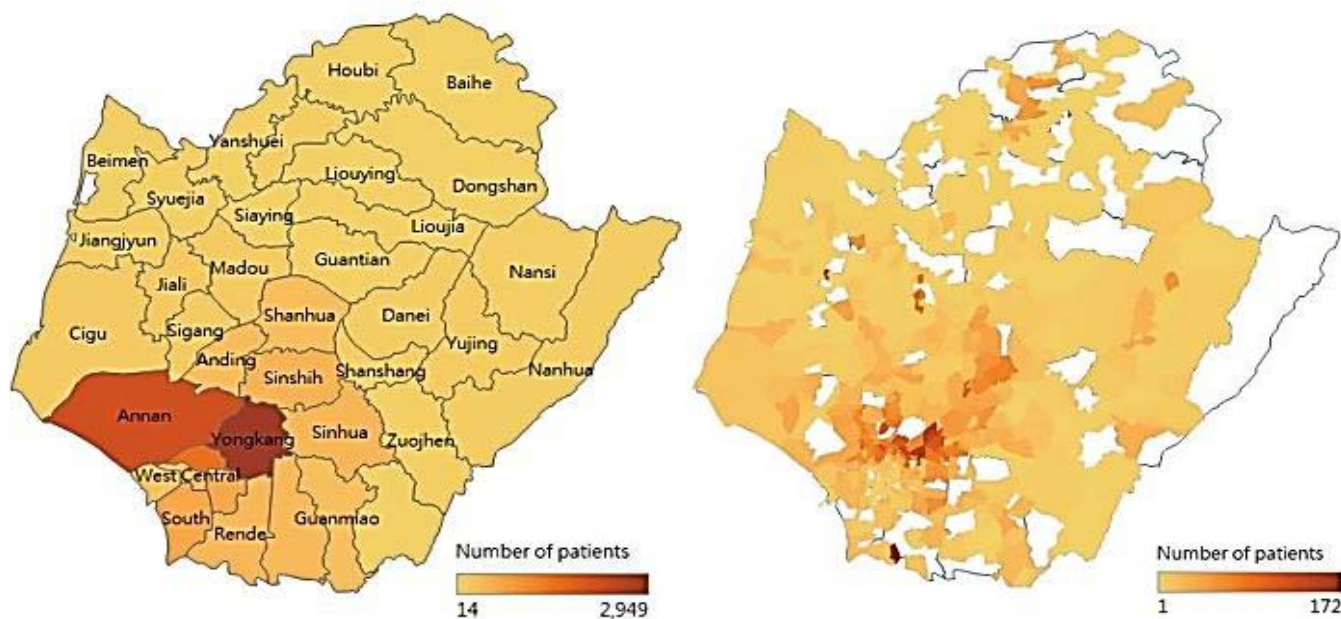 Houbi
Baihe
Yanshuei
Beimen
Liouying
Dongshan
Syuejia
Siaying
Lioujia
Jiangjyun
Guantian
Madou
Nansi
Jiali
Shanhua
Danei
Cigu
Sigang
Yujing
Anding
Sinshih
Shanshang
Nanhua
Annan
Yongkang
Sinhua
Zuojhen
West Central
South
Rende
Guanmiao
Number of patients
14 2,949
Number of patients
1 172